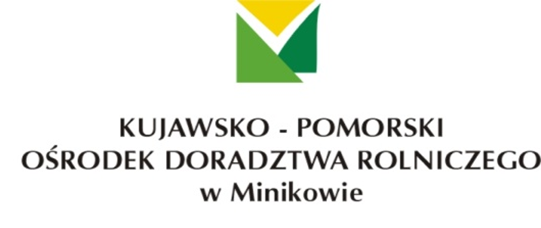 KUJAWSKO - POMORSKI
OŚRODEK DORADZTWA ROLNICZEGO
w Minikowie